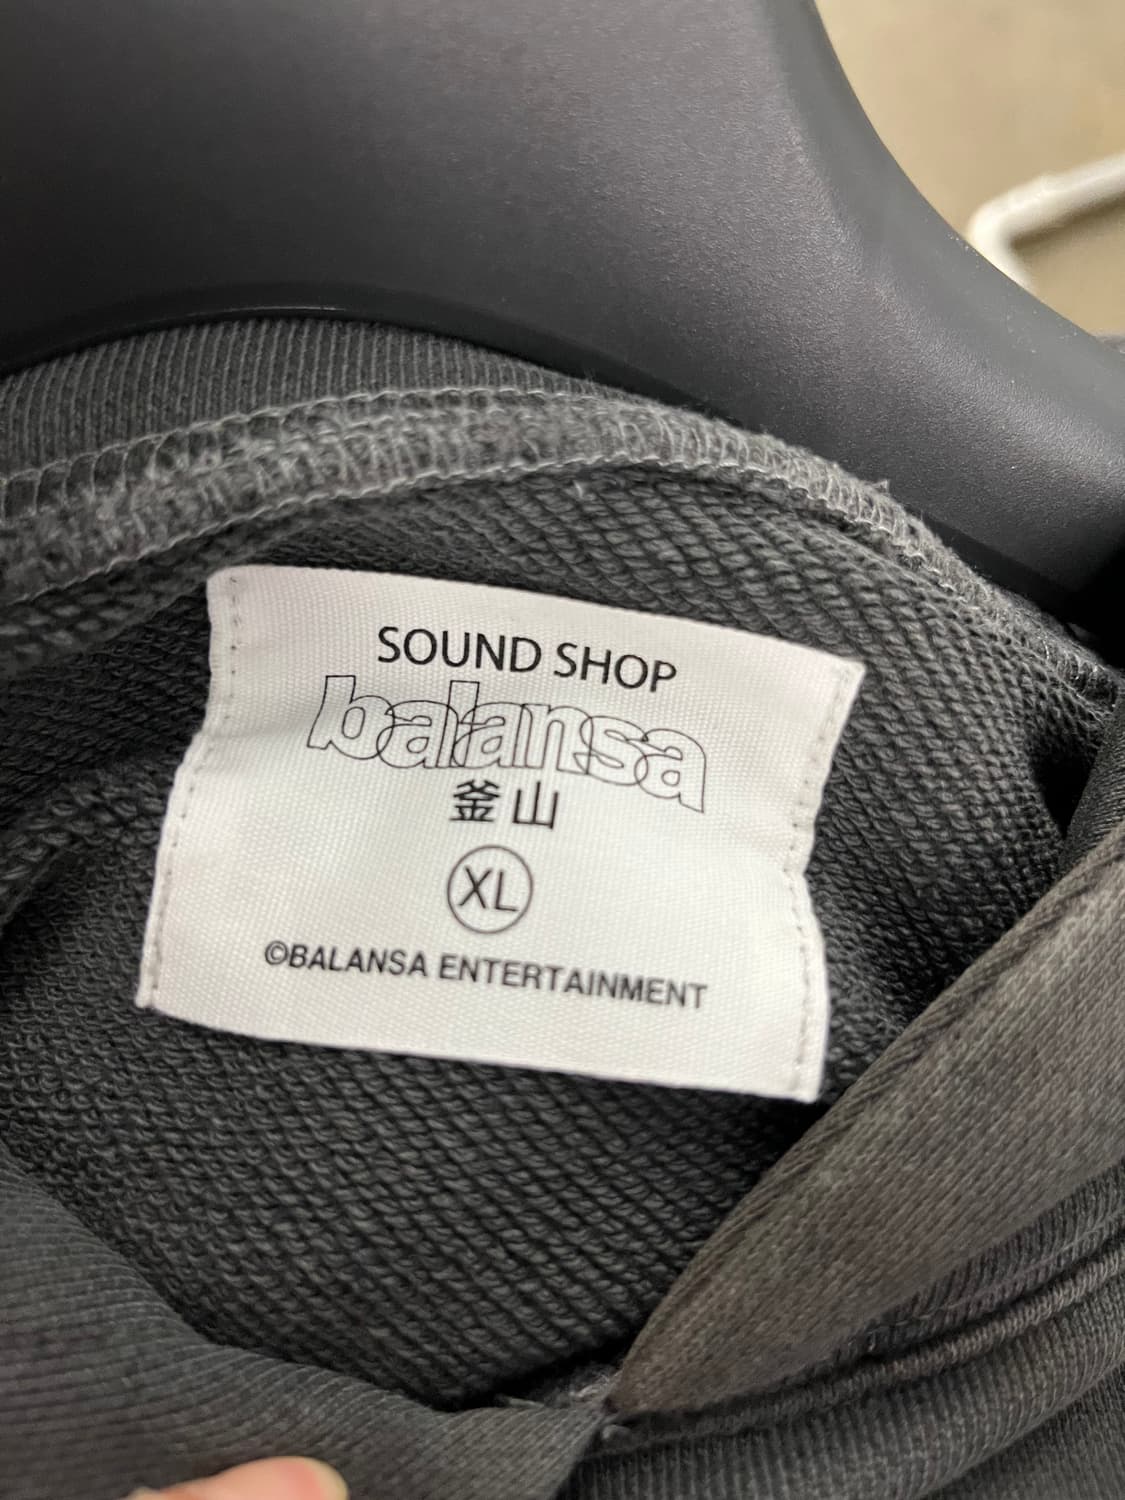 SOUND SHOP
balansa
釜山
XL
©BALANSA ENTERTAINMENT